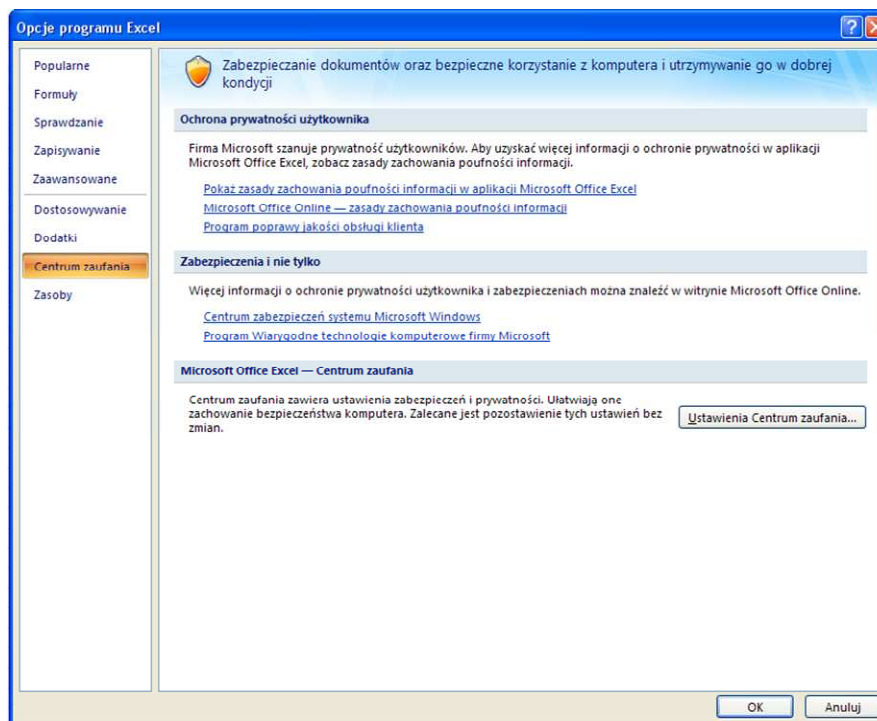 Opcje programu Excel
Popularne
Formuły
Sprawdzanie
Zapisywanie
Zaawansowane
Dostosowywanie
Dodatki
Centrum zaufania
Zasoby
Zabezpieczanie dokumentów oraz bezpieczne korzystanie z komputera i utrzymywanie go w dobrej
kondycji
Ochrona prywatności użytkownika
Firma Microsoft szanuje prywatność użytkowników. Aby uzyskać więcej informacji o ochronie prywatności w aplikacji
Microsoft Office Excel, zobacz zasady zachowania poufności informacji.
Pokaż zasady zachowania poufności informacji w aplikacji Microsoft Office Excel
Microsoft Office Online — zasady zachowania poufności informacji
Program poprawy jakości obsługi klienta
Zabezpieczenia i nie tylko
Więcej informacji o ochronie prywatności użytkownika i zabezpieczeniach można znaleźć w witrynie Microsoft Office Online.
Centrum zabezpieczeń systemu Microsoft Windows
Program Wiarygodne technologie komputerowe firmy Microsoft
Microsoft Office Excel — Centrum zaufania
Centrum zaufania zawiera ustawienia zabezpieczeń i prywatności. Ułatwiają one
zachowanie bezpieczeństwa komputera. Zalecane jest pozostawienie tych ustawień bez
zmian.
Ustawienia Centrum zaufania...
OK
Anuluj